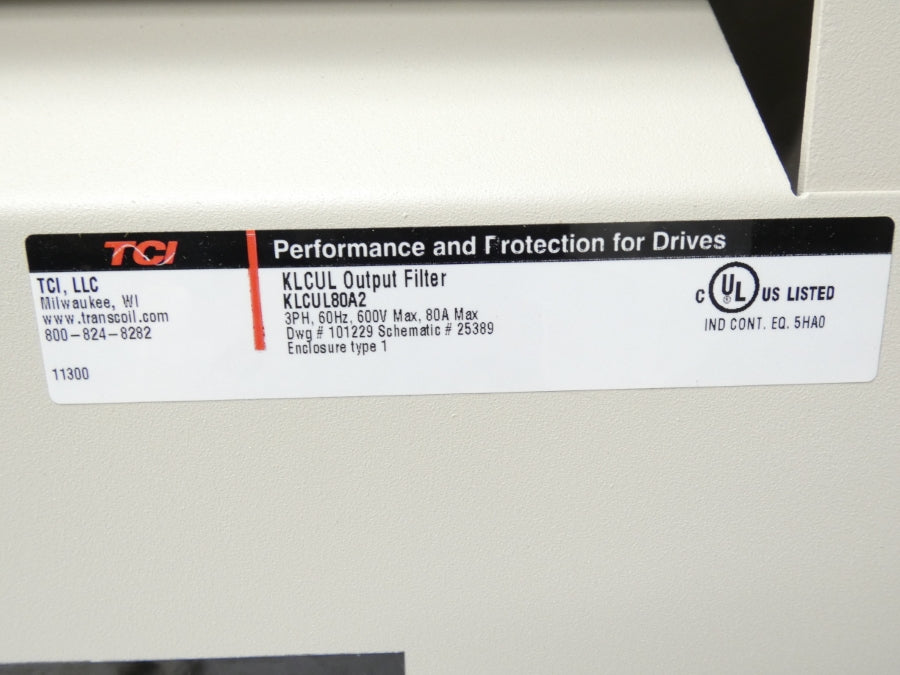 TCI
Performance and Protection for Drives
TCI, LLC
Milwaukee, WI
www.transcoil.com
800-824-8282
11300
KLCUL Output Filter
KLCUL80A2
3PH, 60Hz, 600V Max, 80A Max
Dwg # 101229 Schematic # 25389
Enclosure type 1
C UL US LISTED
IND CONT. EQ. 5HA0